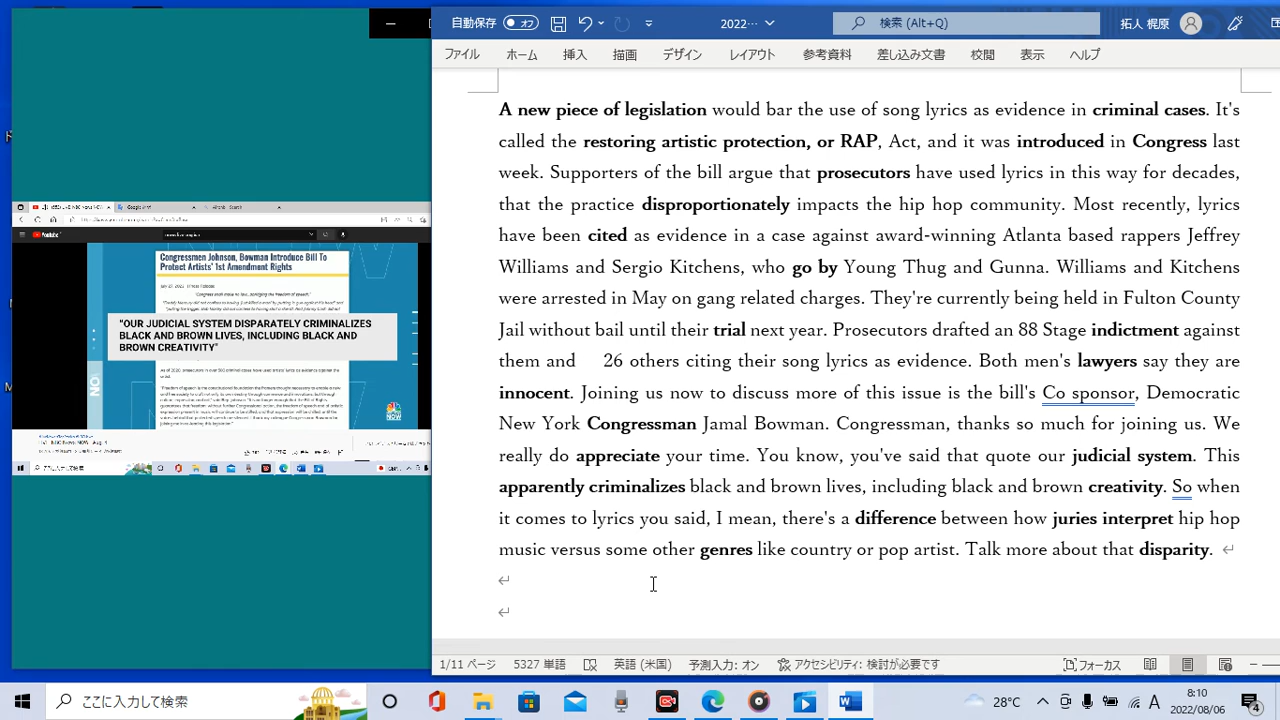 自動保存 オフ
2022…
検索 (Alt+Q)
拓人 梶原
ファイル ホーム 挿入 描画 デザイン レイアウト 参考資料 差し込み文書 校閲 表示 ヘルプ
A new piece of legislation would bar the use of song lyrics as evidence in criminal cases. It's
called the restoring artistic protection, or RAP, Act, and it was introduced in Congress last
week. Supporters of the bill argue that prosecutors have used lyrics in this way for decades,
that the practice disproportionately impacts the hip hop community. Most recently, lyrics
have been cited as evidence in a case against award-winning Atlanta based rappers Jeffrey
Williams and Sergio Kitchens, who go by Young Thug and Gunna. Williams and Kitchens
were arrested in May on gang related charges. They're currently being held in Fulton County
Jail without bail until their trial next year. Prosecutors drafted an 88 Stage indictment against
them and 26 others citing their song lyrics as evidence. Both men's lawyers say they are
innocent. Joining us now to discuss more of this inside, the bill's Co sponsor, Democratic
New York Congressman Jamal Bowman. Congressman, thanks so much for joining us. We
really do appreciate your time. You know, you've said that quote our judicial system. This
apparently criminalizes black and brown lives, including black and brown creativity. So when
it comes to lyrics you said, I mean, there's a difference between how juries interpret hip hop
music versus some other genres like country or pop artist. Talk more about that disparity.
Congressmen Johnson, Bowman Introduce Bill To
Protect Artists' 1st Amendment Rights
"OUR JUDICIAL SYSTEM DISPARATELY CRIMINALIZES
BLACK AND BROWN LIVES, INCLUDING BLACK AND
BROWN CREATIVITY"
NOW
1/11 ページ 5327 単語 英語 (米国) 予測入力: オン アクセシビリティ: 検討が必要です フォーカス
ここに入力して検索
28°C
A
8:10
2022/08/06
4